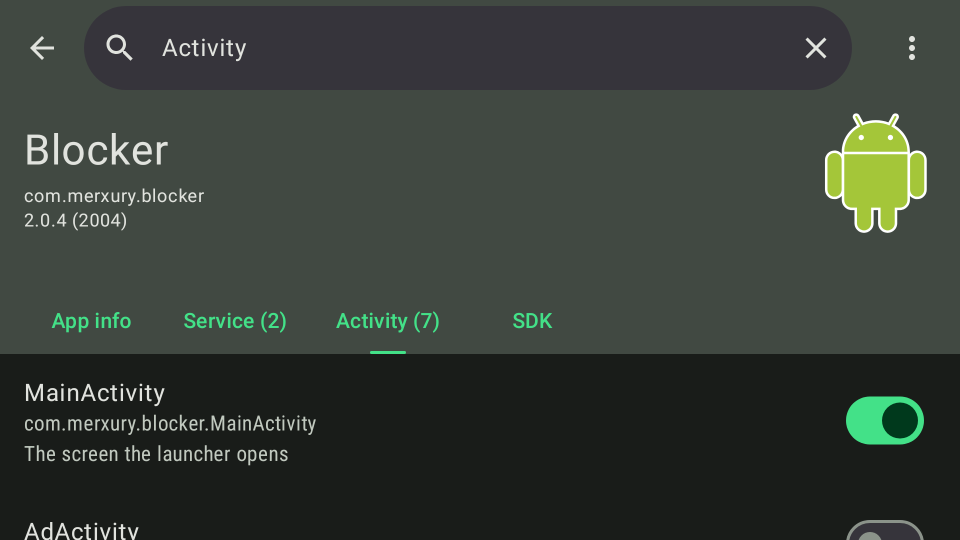 Activity
Blocker
com.merxury.blocker
2.0.4 (2004)
App info
Service (2)
Activity (7)
SDK
MainActivity
com.merxury.blocker.MainActivity
The screen the launcher opens
AdActivity